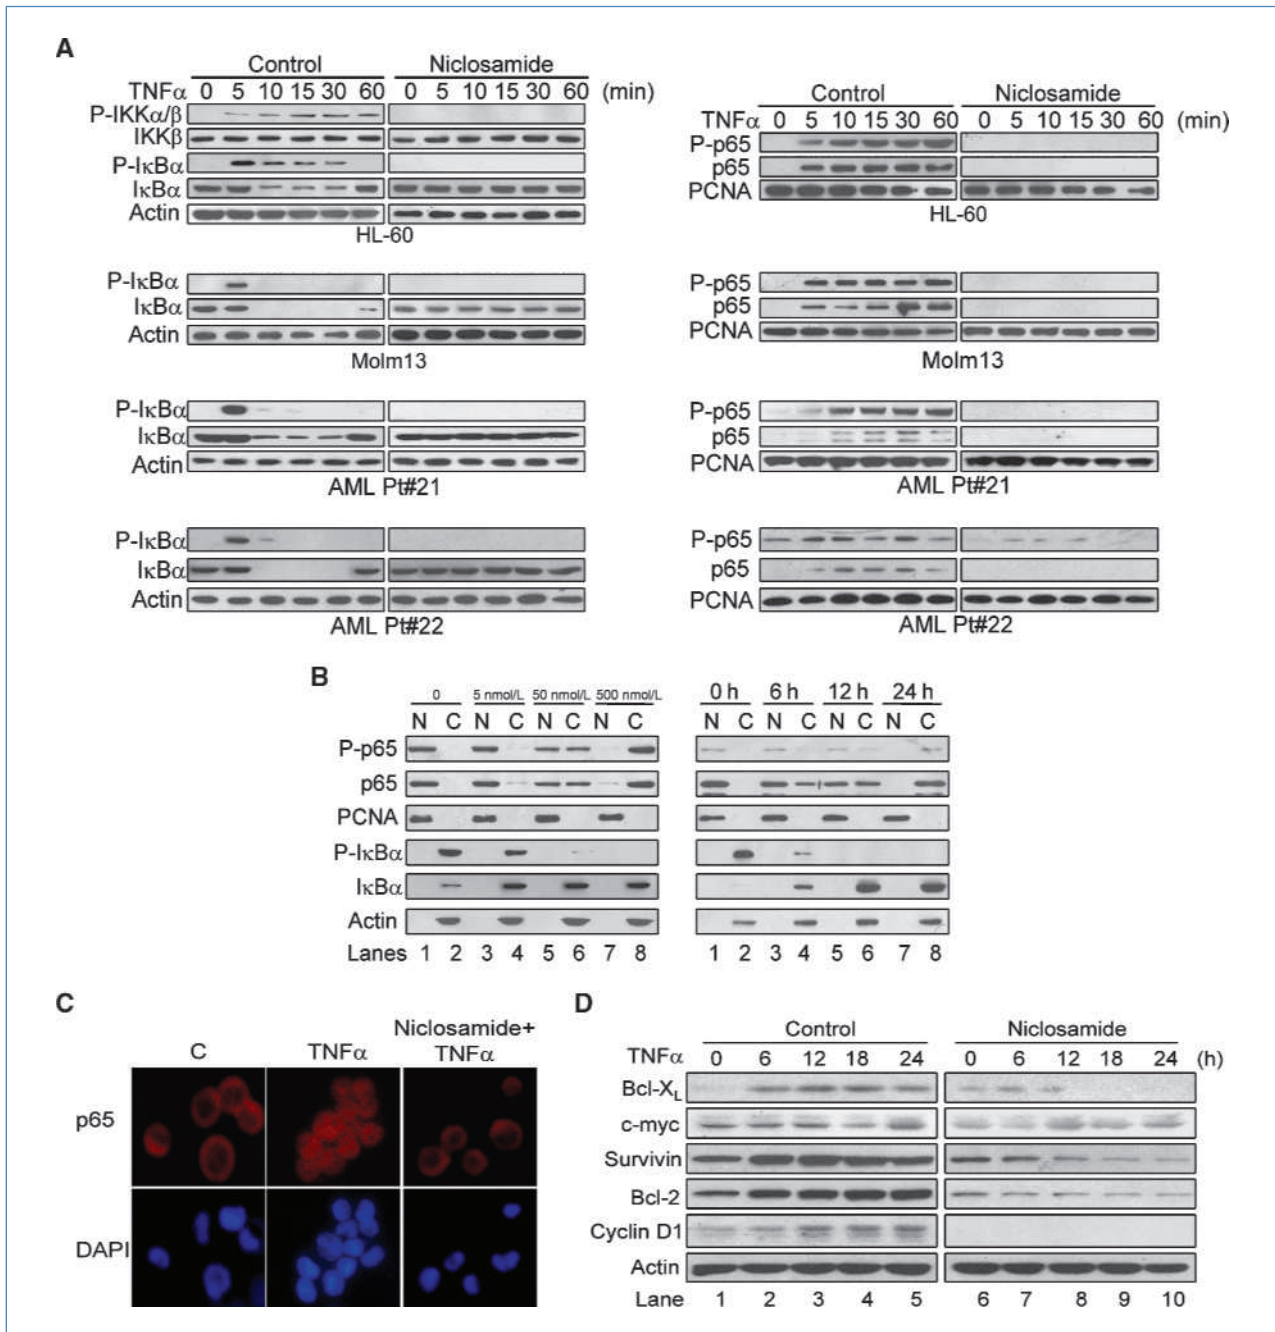 A
Control Niclosamide
TNFα 0 5 10 15 30 60 0 5 10 15 30 60 (min)
P-IKKα/β
IKKβ
P-IκBα
IκBα
Actin
HL-60
P-IκBα
IκBα
Actin
Molm13
P-IκBα
IκBα
Actin
AML Pt#21
P-IκBα
IκBα
Actin
AML Pt#22
Control Niclosamide
TNFα 0 5 10 15 30 60 0 5 10 15 30 60 (min)
P-p65
p65
PCNA
HL-60
P-p65
p65
PCNA
Molm13
P-p65
p65
PCNA
AML Pt#21
P-p65
p65
PCNA
AML Pt#22
B
0 5 nmol/L 50 nmol/L 500 nmol/L 0 h 6 h 12 h 24 h
N C N C N C N C N C N C N C N C
P-p65
p65
PCNA
P-IκBα
IκBα
Actin
Lanes 1 2 3 4 5 6 7 8 1 2 3 4 5 6 7 8
C
Niclosamide+
C TNFα TNFα
p65
DAPI
D
Control Niclosamide
TNFα 0 6 12 18 24 0 6 12 18 24 (h)
Bcl-XL
c-myc
Survivin
Bcl-2
Cyclin D1
Actin
Lane 1 2 3 4 5 6 7 8 9 10